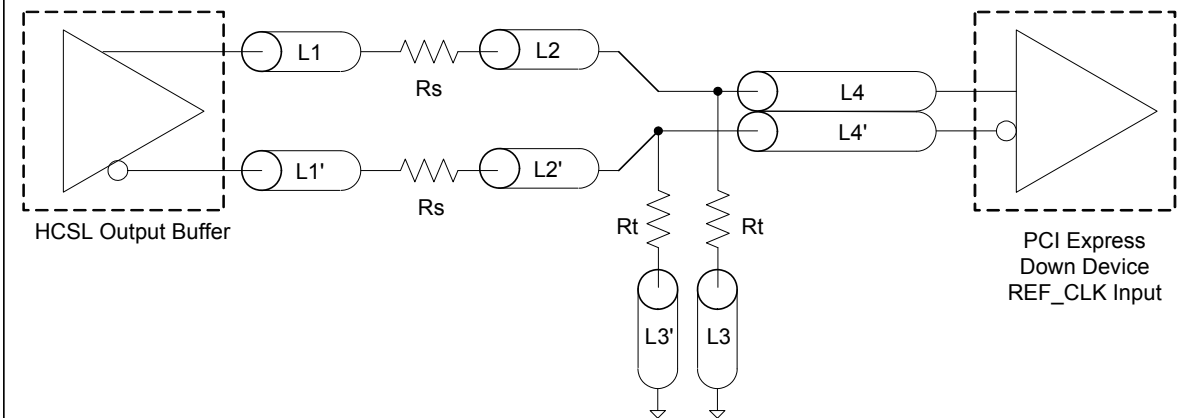 L1
Rs
L2
L4
L4'
L1'
Rs
L2'
HCSL Output Buffer
Rt
Rt
L3'
L3
PCI Express
Down Device
REF_CLK Input